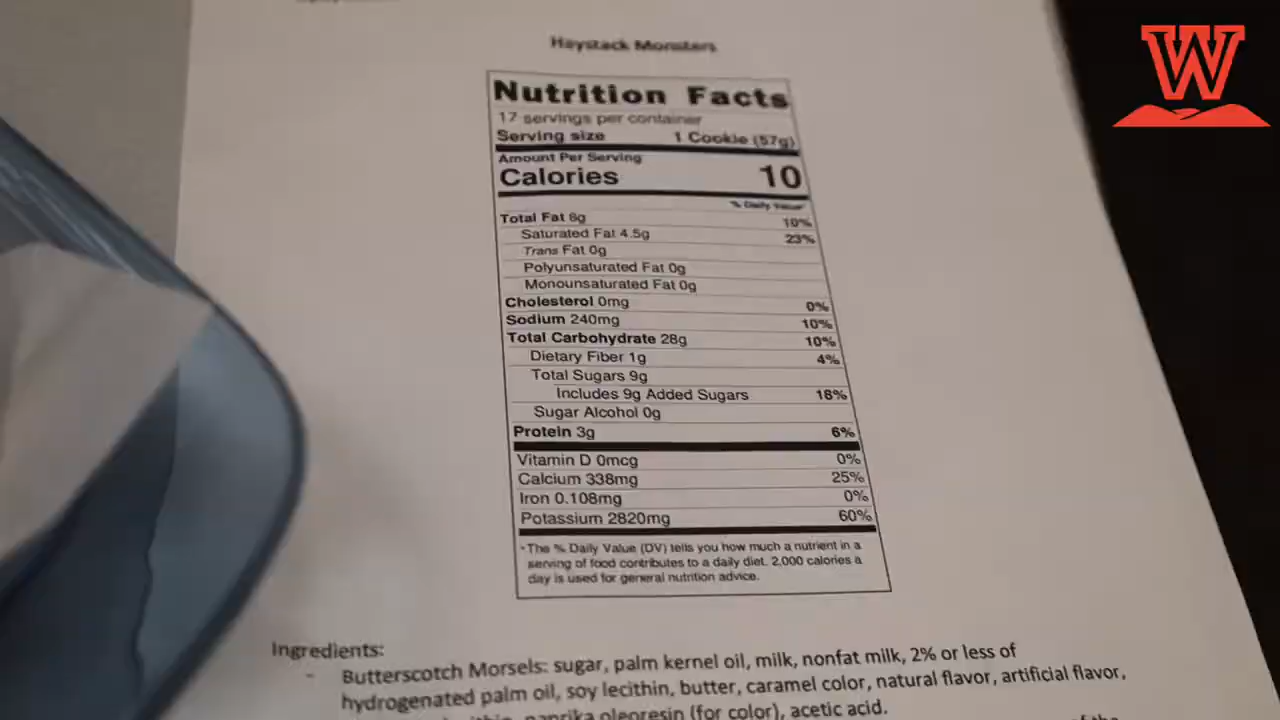 W
Haystack Monsters
Nutrition Facts
17 servings per container
Serving size 1 Cookie (57g)
Amount Per Serving
Calories 10
% Daily Value*
Total Fat 8g 10%
Saturated Fat 4.5g 23%
Trans Fat 0g
Polyunsaturated Fat 0g
Monounsaturated Fat 0g
Cholesterol 0mg 0%
Sodium 240mg 10%
Total Carbohydrate 28g 10%
Dietary Fiber 1g 4%
Total Sugars 9g
Includes 9g Added Sugars 18%
Sugar Alcohol 0g
Protein 3g 6%
Vitamin D 0mcg 0%
Calcium 338mg 25%
Iron 0.108mg 0%
Potassium 2820mg 60%
*The % Daily Value (DV) tells you how much a nutrient in a
serving of food contributes to a daily diet. 2,000 calories a
day is used for general nutrition advice.
Ingredients:
- Butterscotch Morsels: sugar, palm kernel oil, milk, nonfat milk, 2% or less of
hydrogenated palm oil, soy lecithin, butter, caramel color, natural flavor, artificial flavor,
paprika oleoresin (for color), acetic acid.
of the